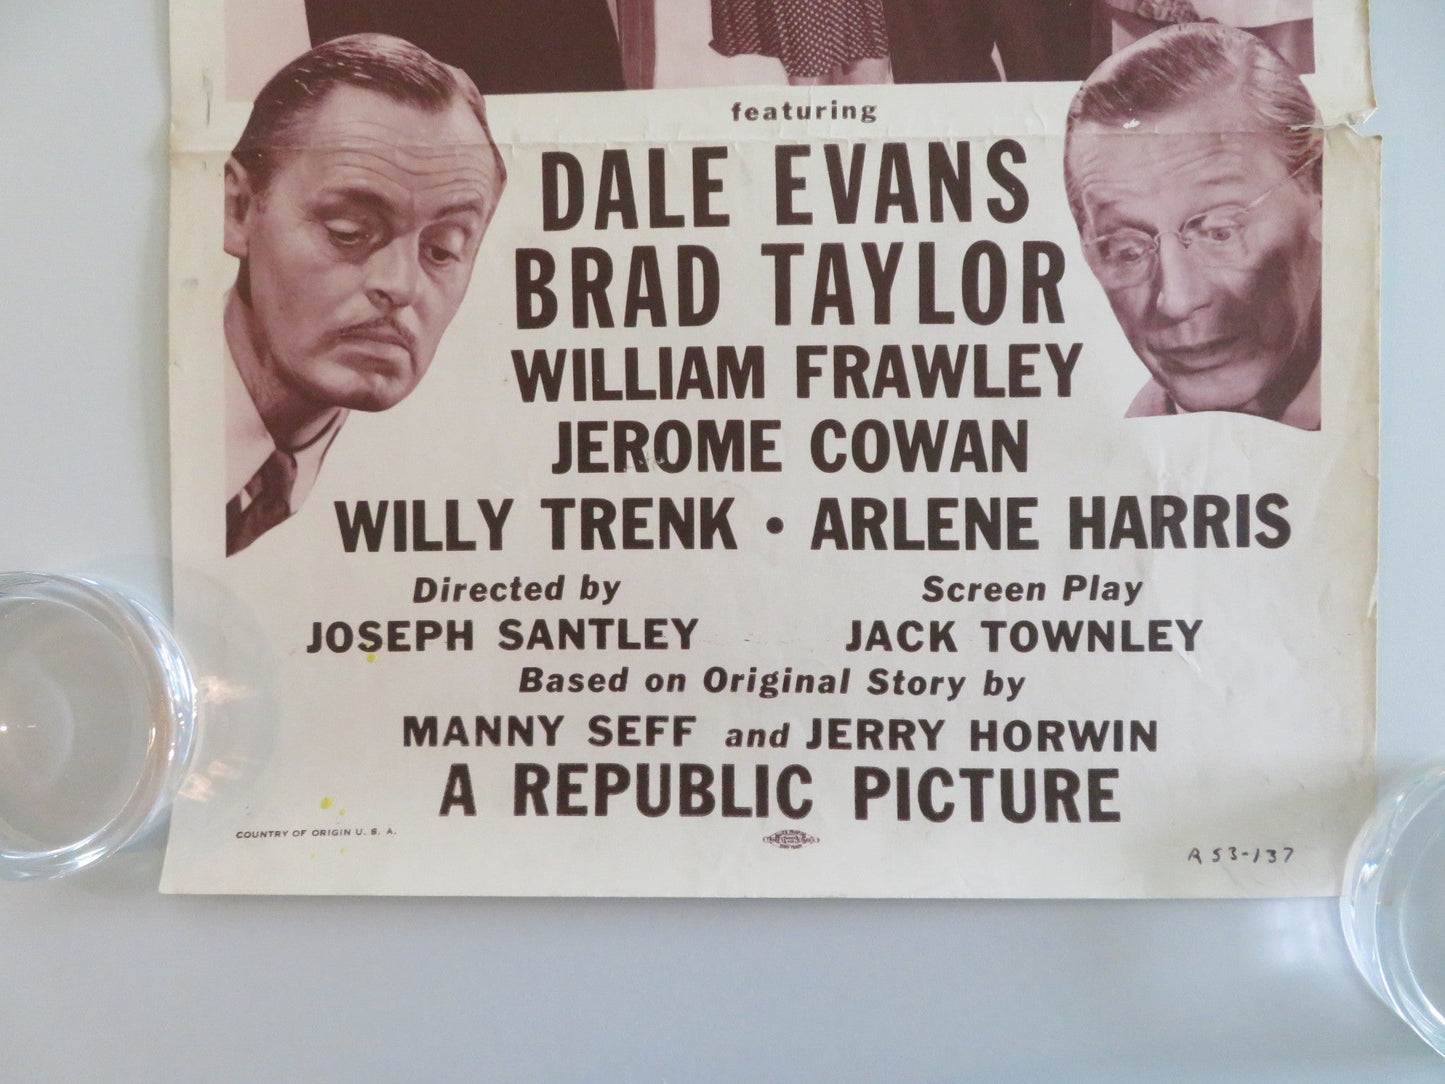 featuring
DALE EVANS
BRAD TAYLOR
WILLIAM FRAWLEY
JEROME COWAN
WILLY TRENK • ARLENE HARRIS
Directed by
JOSEPH SANTLEY
Screen Play
JACK TOWNLEY
Based on Original Story by
MANNY SEFF and JERRY HORWIN
A REPUBLIC PICTURE
COUNTRY OF ORIGIN U. S. A.
R 53-137